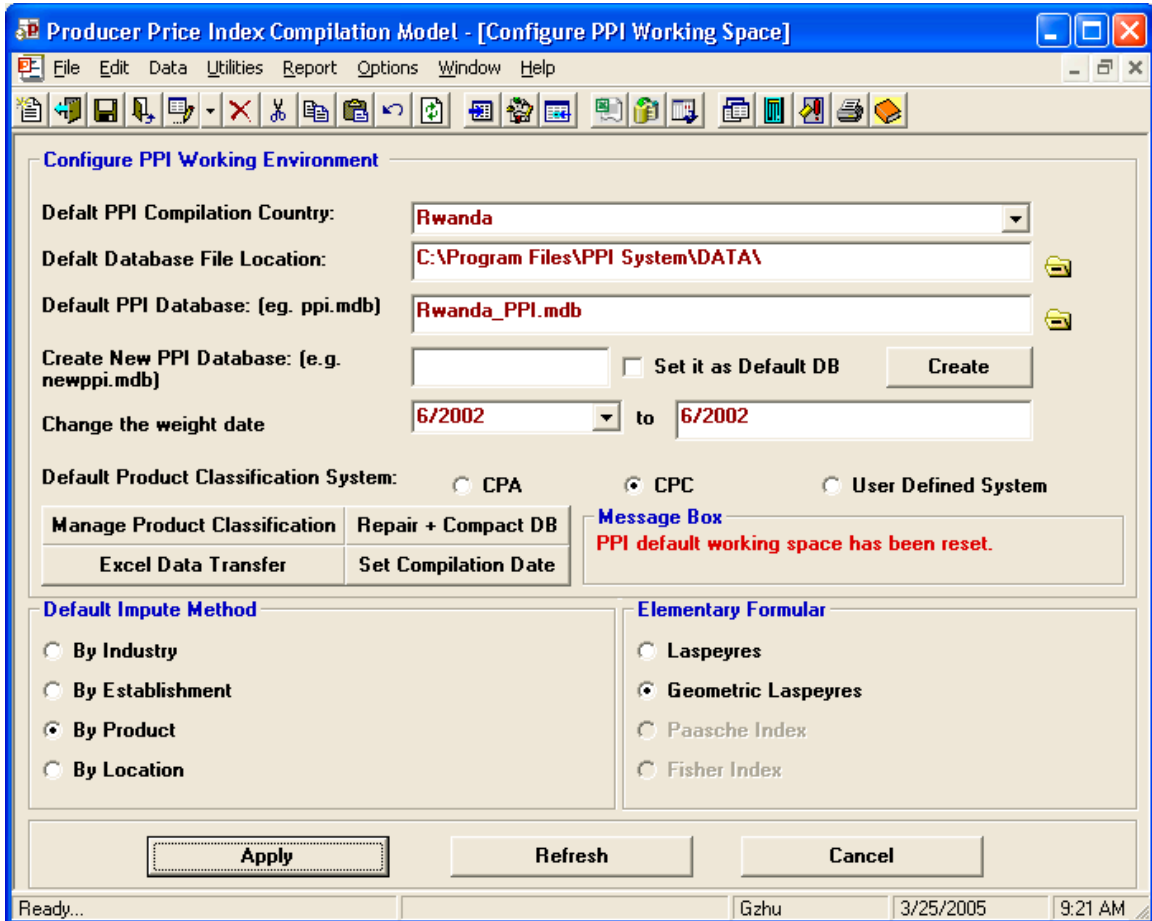 Producer Price Index Compilation Model - [Configure PPI Working Space]
File Edit Data Utilities Report Options Window Help
Configure PPI Working Environment
Defalt PPI Compilation Country: Rwanda
Defalt Database File Location: C:\Program Files\PPI System\DATA\
Default PPI Database: (eg. ppi.mdb) Rwanda_PPI.mdb
Create New PPI Database: (e.g.
newppi.mdb) Set it as Default DB Create
Change the weight date 6/2002 to 6/2002
Default Product Classification System: CPA CPC User Defined System
Manage Product Classification Repair + Compact DB
Excel Data Transfer Set Compilation Date
Message Box
PPI default working space has been reset.
Default Impute Method
By Industry
By Establishment
By Product
By Location
Elementary Formular
Laspeyres
Geometric Laspeyres
Paasche Index
Fisher Index
Apply Refresh Cancel
Ready... Gzhu 3/25/2005 9:21 AM